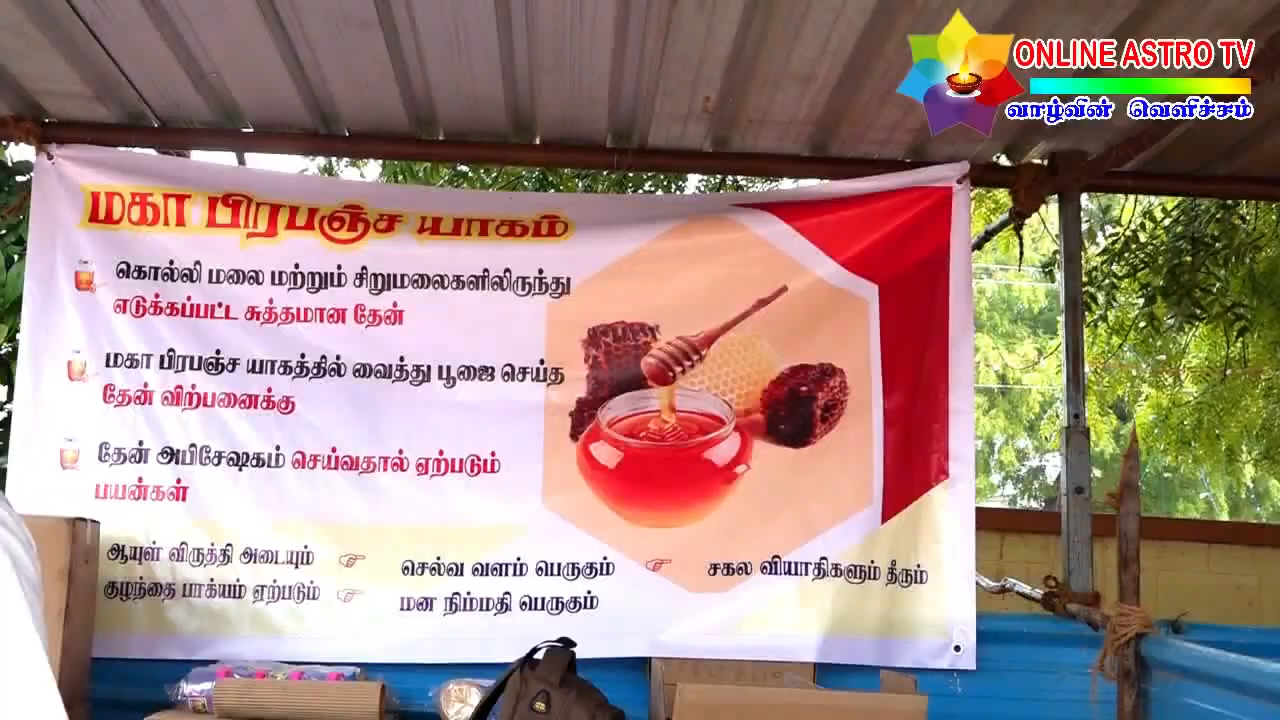 ONLINE ASTRO TV
வாழ்வின் வெளிச்சம்
மகா பிரபஞ்ச யாகம்
கொல்லி மலை மற்றும் சிறுமலைகளிலிருந்து
எடுக்கப்பட்ட சுத்தமான தேன்
மகா பிரபஞ்ச யாகத்தில் வைத்து பூஜை செய்த
தேன் விற்பனைக்கு
தேன் அபிசேஷகம் செய்வதால் ஏற்படும்
பயன்கள்
ஆயுள் விருத்தி அடையும் செல்வ வளம் பெருகும் சகல வியாதிகளும் தீரும்
குழந்தை பாக்யம் ஏற்படும் மன நிம்மதி பெருகும்